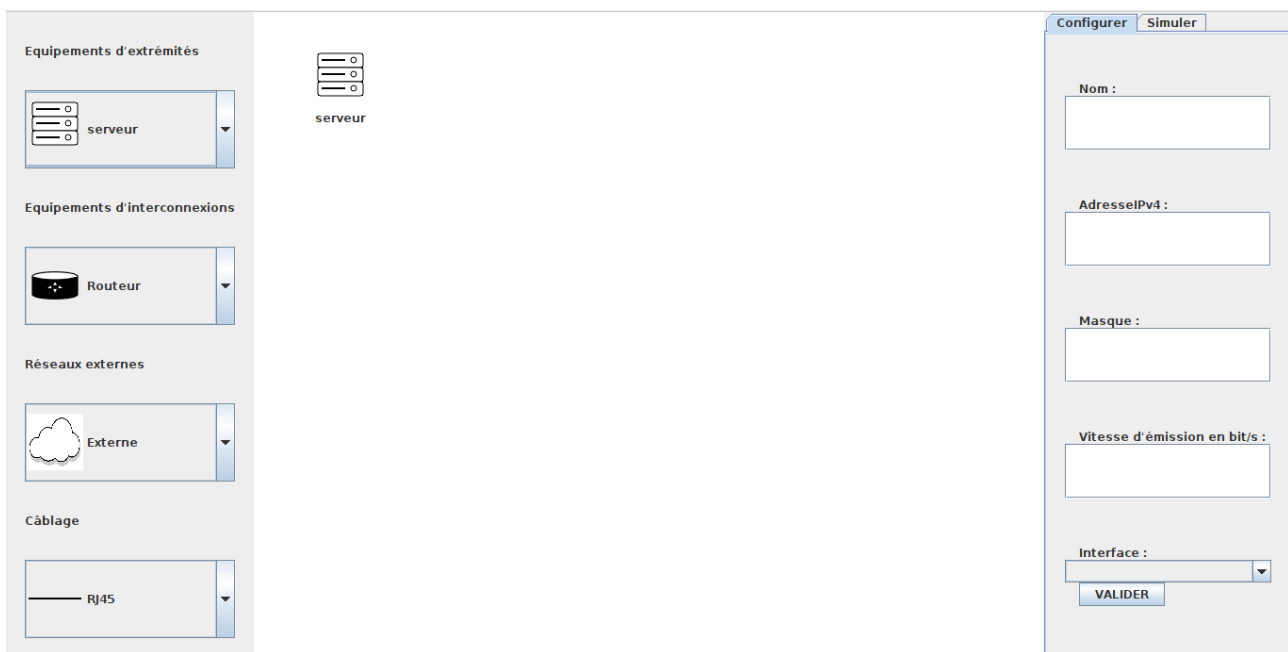 Equipements d'extrémités
serveur
Equipements d'interconnexions
Routeur
Réseaux externes
Externe
Câblage
RJ45
serveur
Configurer
Simuler
Nom :
AdresseIPv4 :
Masque :
Vitesse d'émission en bit/s :
Interface :
VALIDER